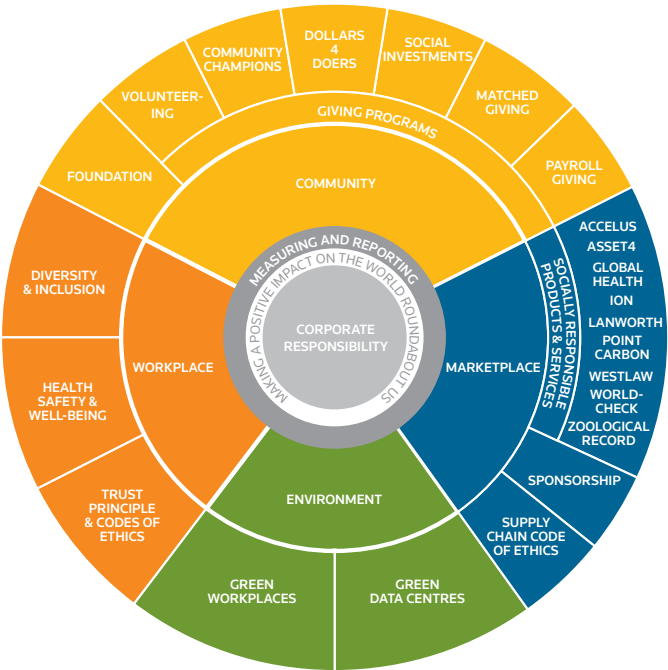 DOLLARS
4
DOERS
COMMUNITY
CHAMPIONS
SOCIAL
INVESTMENTS
VOLUNTEER-
ING
MATCHED
GIVING
GIVING PROGRAMS
FOUNDATION
COMMUNITY
PAYROLL
GIVING
MEASURING AND REPORTING
MAKING A POSITIVE IMPACT ON THE WORLD ROUNDABOUT US
CORPORATE
RESPONSIBILITY
DIVERSITY
& INCLUSION
WORKPLACE
HEALTH
SAFETY &
WELL-BEING
TRUST
PRINCIPLE
& CODES OF
ETHICS
MARKETPLACE
SOCIALLY RESPONSIBLE
PRODUCTS & SERVICES
ACCELUS
ASSET4
GLOBAL
HEALTH
ION
LANWORTH
POINT
CARBON
WESTLAW
WORLD-
CHECK
ZOOLOGICAL
RECORD
SPONSORSHIP
SUPPLY
CHAIN CODE
OF ETHICS
ENVIRONMENT
GREEN
WORKPLACES
GREEN
DATA CENTRES